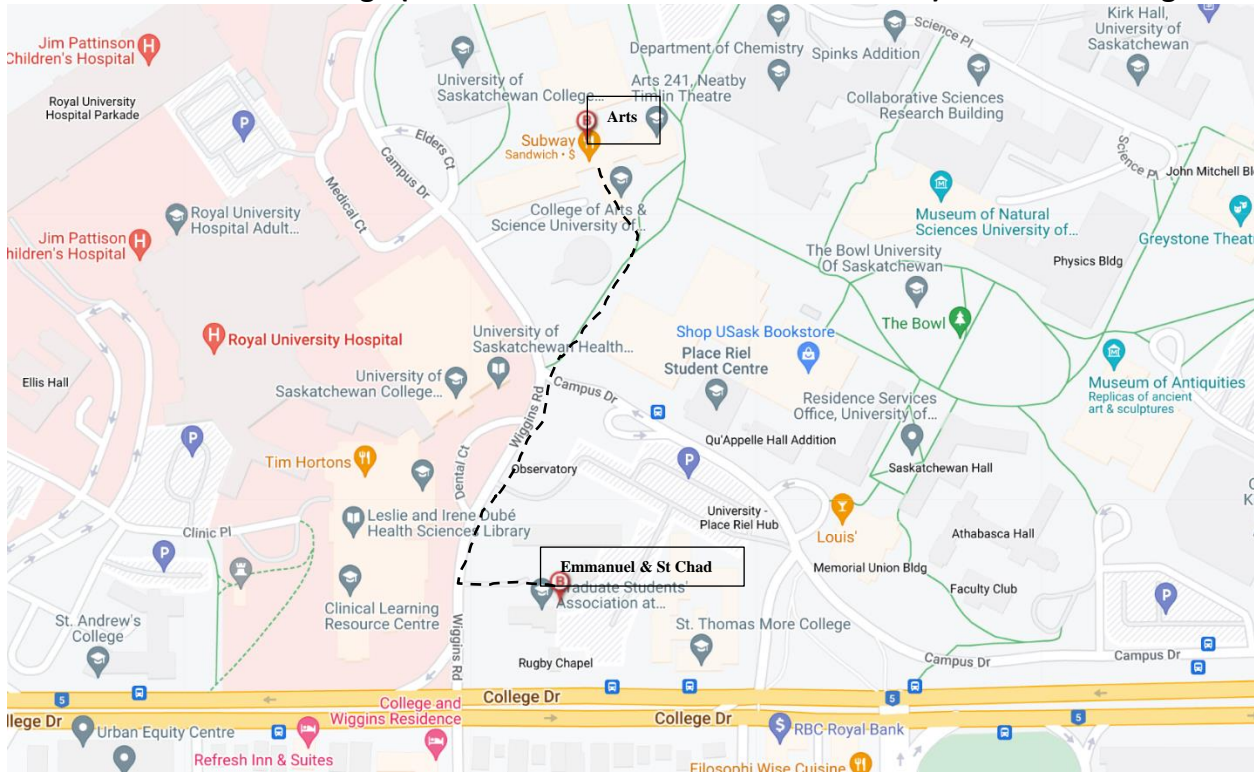 Jim Pattinson
Children's Hospital
Royal University
Hospital Parkade
University of
Saskatchewan College...
Department of Chemistry
Spinks Addition
Science Pl
Kirk Hall,
University of
Saskatchewan
Arts 241, Neatby
Timlin Theatre
Arts
Collaborative Sciences
Research Building
Subway
Sandwich • $
Elders Ct
Campus Dr
Medical Ct
Science Pl
John Mitchell Bl
Royal University
Hospital Adult...
College of Arts &
Science University of...
Museum of Natural
Sciences University of...
Jim Pattison
Children's Hospital
The Bowl University
Of Saskatchewan
Greystone Theat
Physics Bldg
Royal University Hospital
University of
Saskatchewan Health...
Shop USask Bookstore
The Bowl
Place Riel
Student Centre
Ellis Hall
University of
Saskatchewan College...
Campus Dr
Museum of Antiquities
Replicas of ancient
art & sculptures
Residence Services
Office, University of...
Wiggins Rd
Qu'Appelle Hall Addition
Tim Hortons
Dental Ct
Observatory
Saskatchewan Hall
Leslie and Irene Dubé
Health Sciences Library
University -
Place Riel Hub
Clinic Pl
Louis'
Athabasca Hall
Emmanuel & St Chad
Memorial Union Bldg
Graduate Students'
Association at...
Faculty Club
Clinical Learning
Resource Centre
St. Andrew's
College
St. Thomas More College
Wiggins Rd
Rugby Chapel
Campus Dr
Campus Dr
5
College Dr
5
College and
Wiggins Residence
llege Dr
College Dr
5
Urban Equity Centre
RBC Royal Bank
Refresh Inn & Suites
Filosophi Wise Cuisine